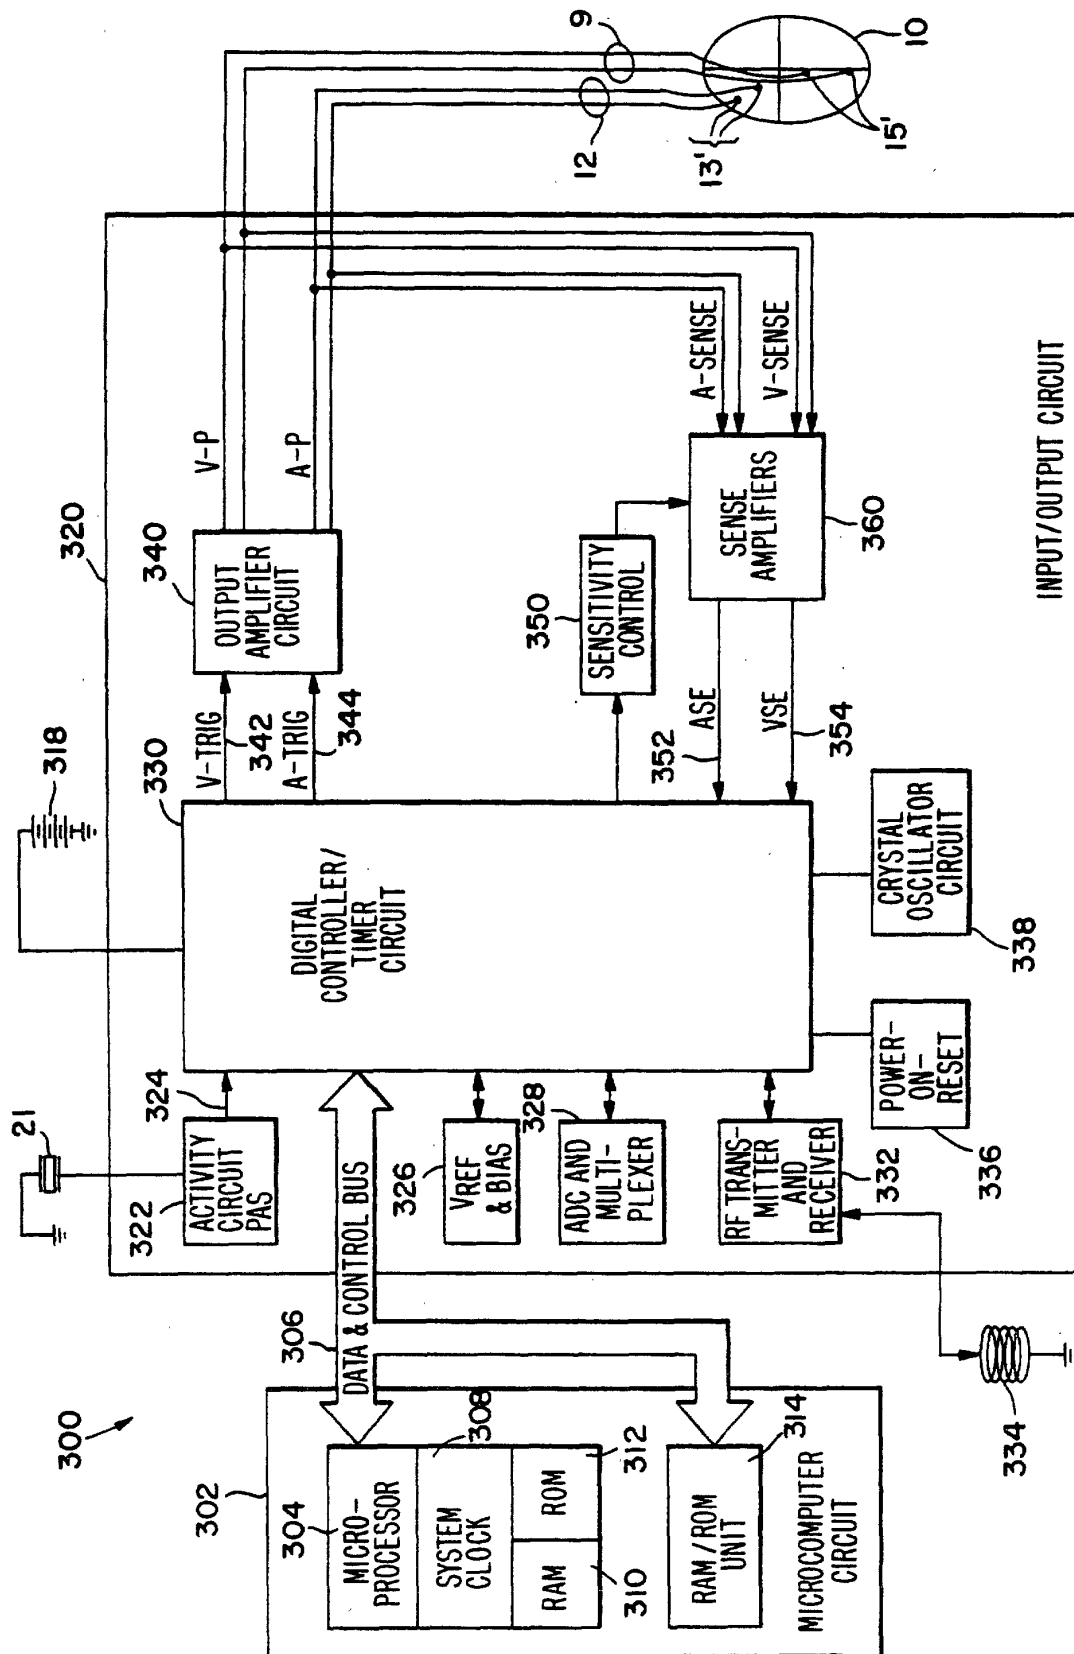 300
302
304
MICRO-
PROCESSOR
SYSTEM
CLOCK
308
RAM
ROM
310
312
RAM/ROM
UNIT
314
MICROCOMPUTER
CIRCUIT
306
DATA & CONTROL BUS
21
322
ACTIVITY
CIRCUIT
PAS
324
326
VREF
& BIAS
328
ADC AND
MULTI-
PLEXER
RF TRANS-
MITTER AND
RECEIVER
332
334
318
320
330
DIGITAL
CONTROLLER/
TIMER
CIRCUIT
POWER-
ON-
RESET
336
CRYSTAL
OSCILLATOR
CIRCUIT
338
V-TRIG
342
A-TRIG
344
340
OUTPUT
AMPLIFIER
CIRCUIT
V-P
A-P
350
SENSITIVITY
CONTROL
352
ASE
VSE
354
SENSE
AMPLIFIERS
360
A-SENSE
V-SENSE
INPUT/OUTPUT CIRCUIT
9
12
10
13'
15'